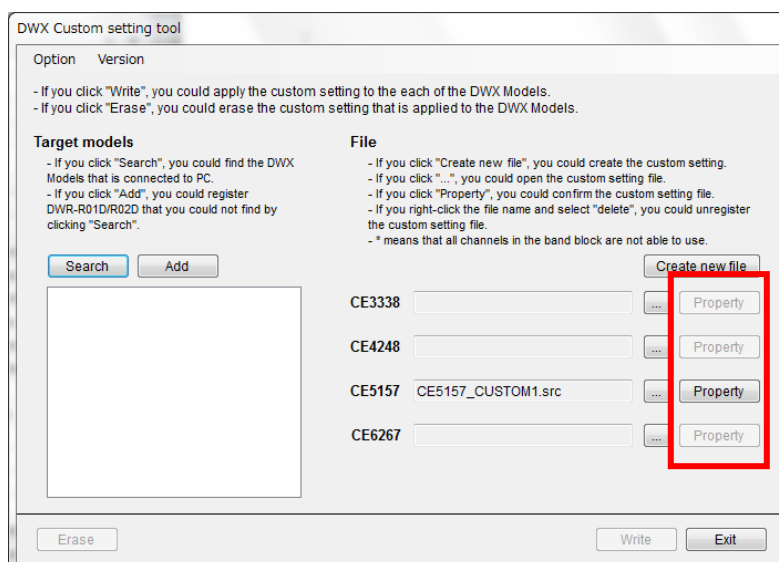 DWX Custom setting tool
Option Version
- If you click "Write", you could apply the custom setting to the each of the DWX Models.
- If you click "Erase", you could erase the custom setting that is applied to the DWX Models.
Target models
- If you click "Search", you could find the DWX
Models that is connected to PC.
- If you click "Add", you could register
DWR-R01D/R02D that you could not find by
clicking "Search".
Search Add
File
- If you click "Create new file", you could create the custom setting.
- If you click "...", you could open the custom setting file.
- If you click "Property", you could confirm the custom setting file.
- If you right-click the file name and select "delete", you could unregister
the custom setting file.
- * means that all channels in the band block are not able to use.
Create new file
CE3338 ... Property
CE4248 ... Property
CE5157 CE5157_CUSTOM1.src ... Property
CE6267 ... Property
Erase Write Exit